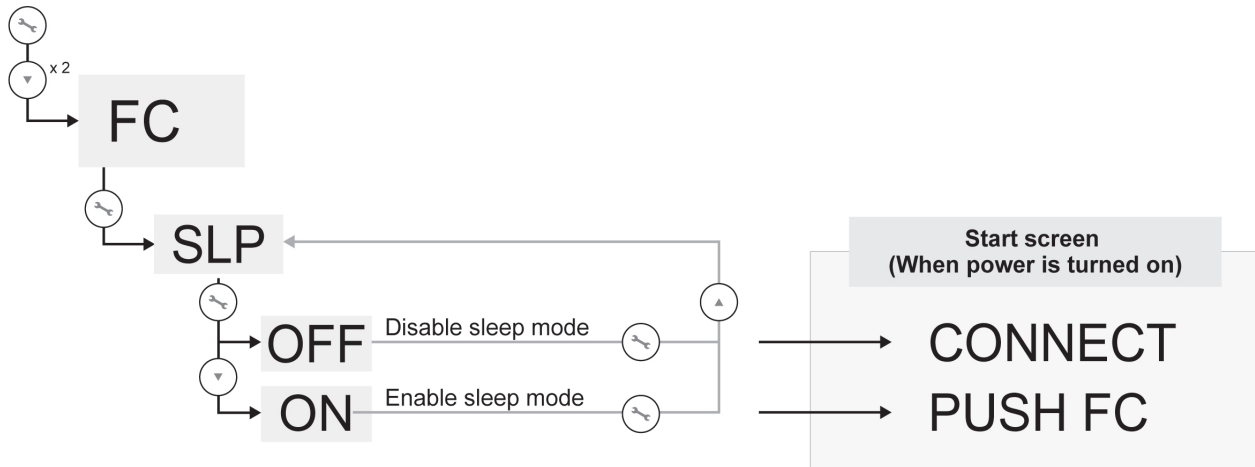 x 2
FC
SLP
Start screen
(When power is turned on)
OFF
Disable sleep mode
CONNECT
ON
Enable sleep mode
PUSH FC